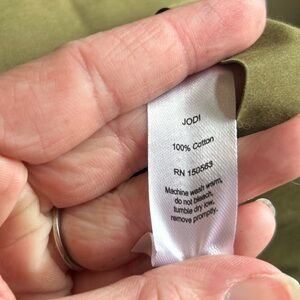 JODI
100% Cotton
RN 150563
Machine wash warm,
do not bleach,
tumble dry low,
remove promptly.